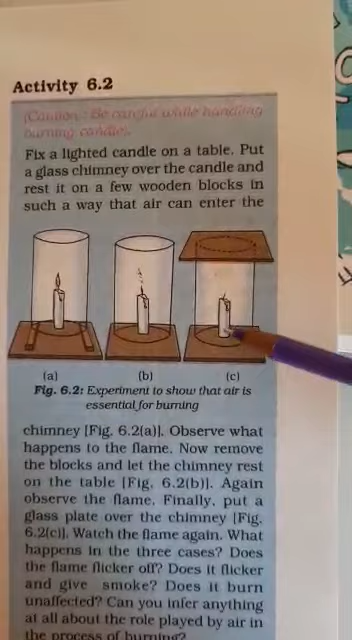 Activity 6.2
(Caution : Be careful while handling
burning candle).
Fix a lighted candle on a table. Put
a glass chimney over the candle and
rest it on a few wooden blocks in
such a way that air can enter the
(a) (b) (c)
Fig. 6.2: Experiment to show that air is
essential for burning
chimney [Fig. 6.2(a)]. Observe what
happens to the flame. Now remove
the blocks and let the chimney rest
on the table [Fig. 6.2(b)]. Again
observe the flame. Finally, put a
glass plate over the chimney [Fig.
6.2(c)]. Watch the flame again. What
happens in the three cases? Does
the flame flicker off? Does it flicker
and give smoke? Does it burn
unaffected? Can you infer anything
at all about the role played by air in
the process of burning?